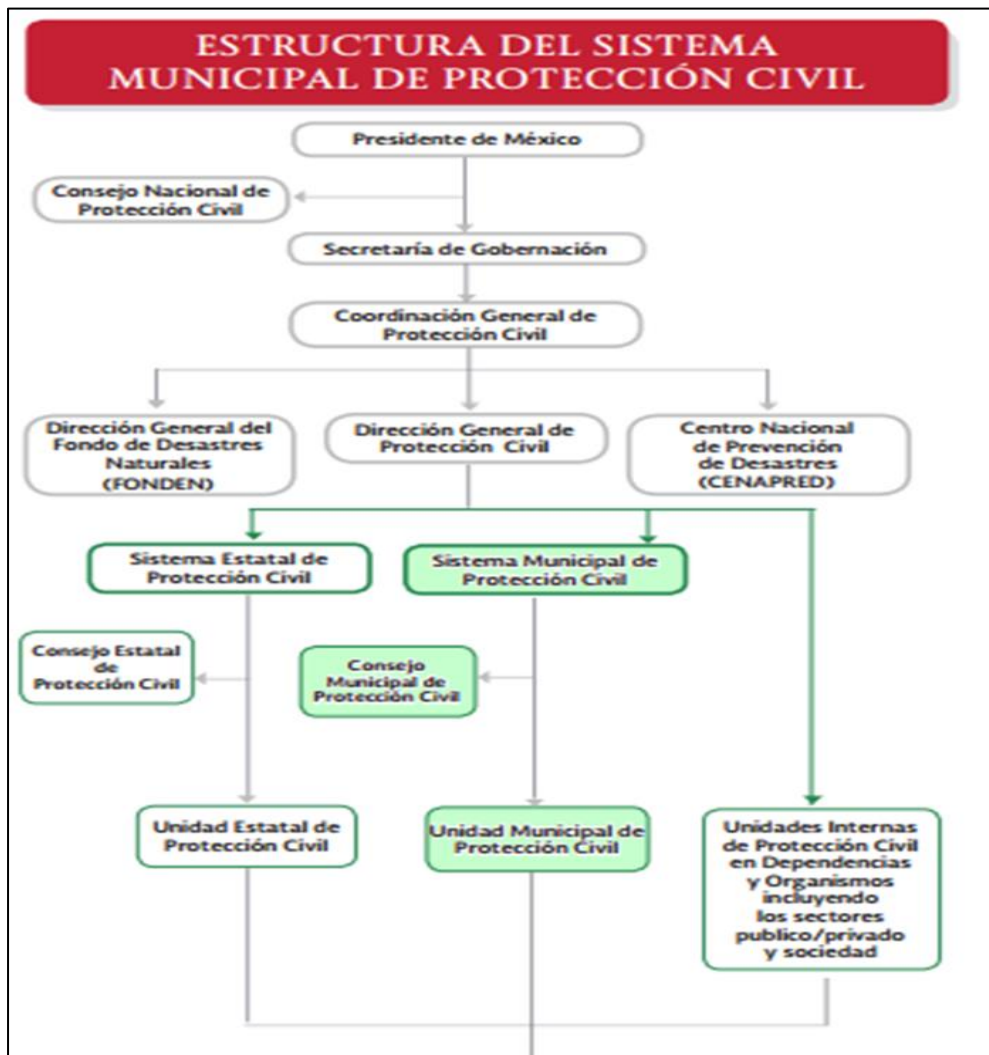 ESTRUCTURA DEL SISTEMA
MUNICIPAL DE PROTECCIÓN CIVIL
Presidente de México
Consejo Nacional de
Protección Civil
Secretaría de Gobernación
Coordinación General de
Protección Civil
Dirección General del
Fondo de Desastres
Naturales
(FONDEN)
Dirección General de
Protección Civil
Centro Nacional
de Prevención
de Desastres
(CENAPRED)
Sistema Estatal de
Protección Civil
Sistema Municipal de
Protección Civil
Consejo Estatal
de
Protección Civil
Consejo
Municipal de
Protección Civil
Unidad Estatal de
Protección Civil
Unidad Municipal de
Protección Civil
Unidades Internas
de Protección Civil
en Dependencias
y Organismos
incluyendo
los sectores
publico/privado
y sociedad